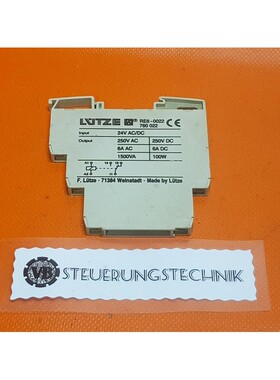 LÜTZE RE8-0022
760 022
Input 24V AC/DC
Output 250V AC 250V DC
6A AC 6A DC
1500VA 100W
F. Lütze · 71384 Weinstadt · Made by Lütze
VB STEUERUNGSTECHNIK